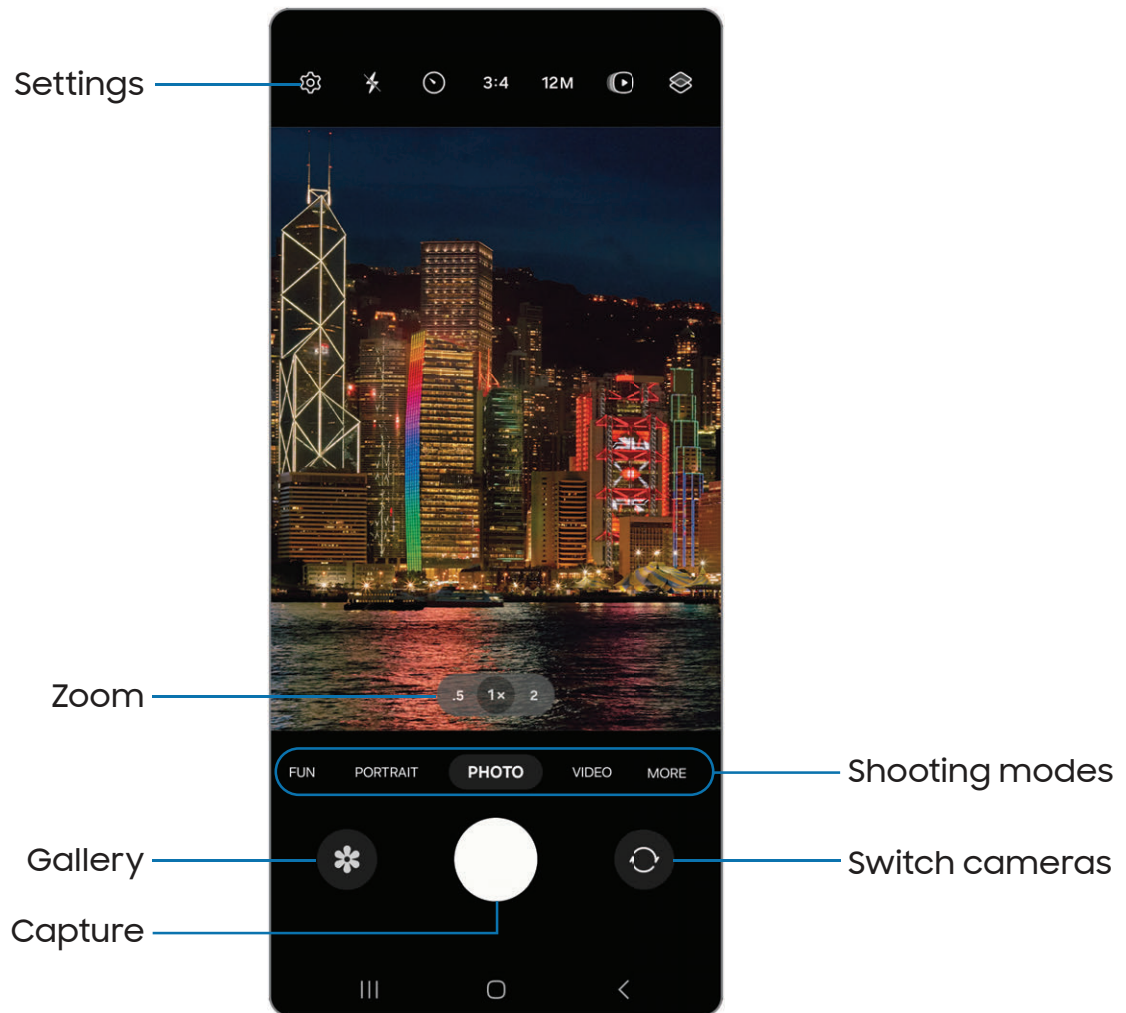 Settings
3:4
12M
Zoom
.5 1× 2
FUN PORTRAIT PHOTO VIDEO MORE
Shooting modes
Gallery
Switch cameras
Capture